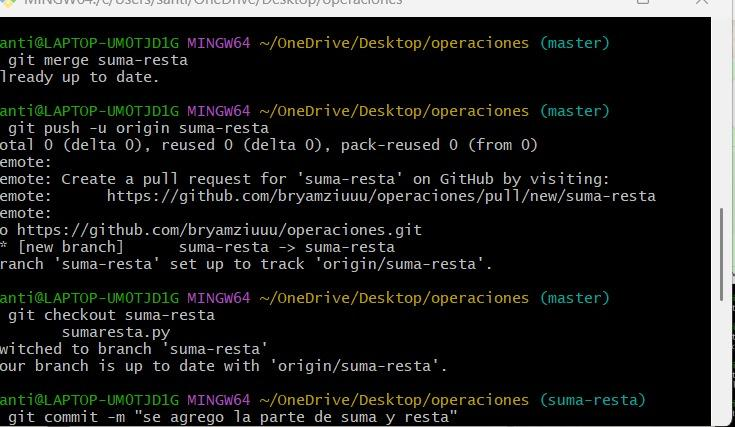 MINGW64:/c/Users/santi/OneDrive/Desktop/operaciones
anti@LAPTOP-UM0TJD1G MINGW64 ~/OneDrive/Desktop/operaciones (master)
git merge suma-resta
lready up to date.
anti@LAPTOP-UM0TJD1G MINGW64 ~/OneDrive/Desktop/operaciones (master)
git push -u origin suma-resta
otal 0 (delta 0), reused 0 (delta 0), pack-reused 0 (from 0)
emote:
emote: Create a pull request for 'suma-resta' on GitHub by visiting:
emote:      https://github.com/bryamziuuu/operaciones/pull/new/suma-resta
emote:
o https://github.com/bryamziuuu/operaciones.git
* [new branch]      suma-resta -> suma-resta
ranch 'suma-resta' set up to track 'origin/suma-resta'.
anti@LAPTOP-UM0TJD1G MINGW64 ~/OneDrive/Desktop/operaciones (master)
git checkout suma-resta
sumaresta.py
witched to branch 'suma-resta'
our branch is up to date with 'origin/suma-resta'.
anti@LAPTOP-UM0TJD1G MINGW64 ~/OneDrive/Desktop/operaciones (suma-resta)
git commit -m "se agrego la parte de suma y resta"